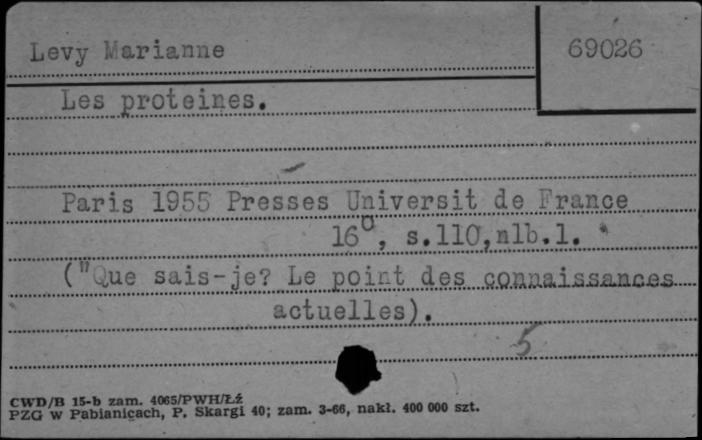 Levy Marianne
69026
Les proteines.
Paris 1955 Presses Universit de France
16°, s.110,nlb.1.
("Que sais-je? Le point des connaissances
actuelles).
5
CWD/B 15-b zam. 4065/PWH/Łź
PZG w Pabianicach, P. Skargi 40; zam. 3-66, nakł. 400 000 szt.